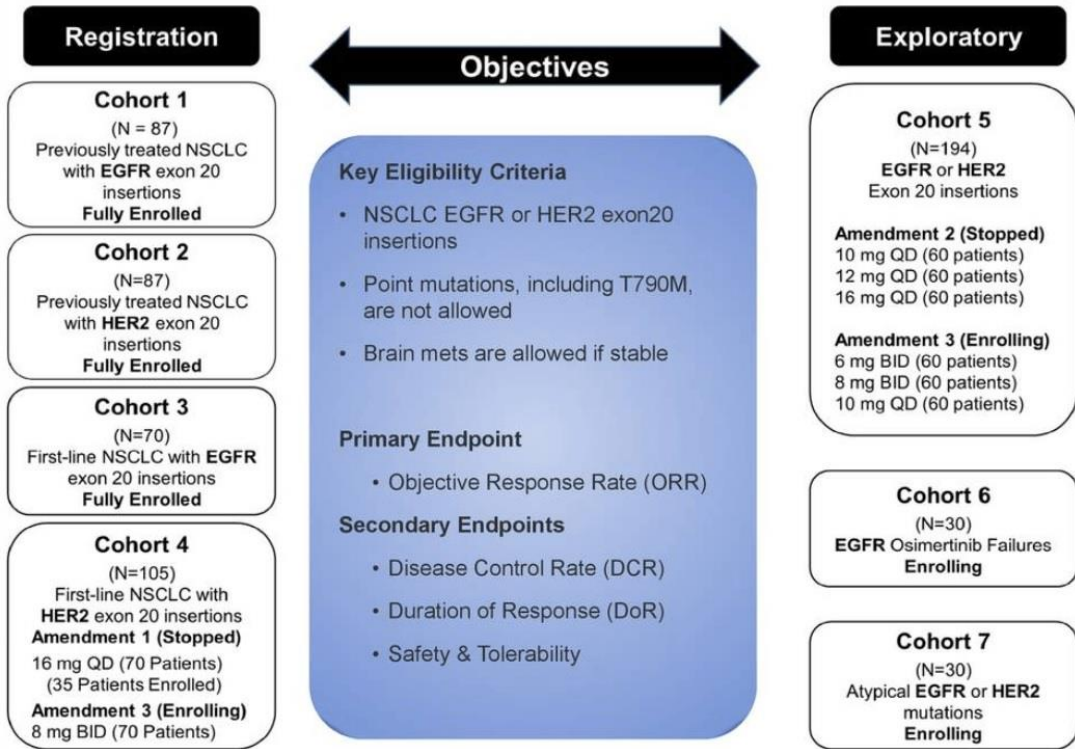 Registration
Cohort 1
(N = 87)
Previously treated NSCLC
with EGFR exon 20
insertions
Fully Enrolled
Cohort 2
(N=87)
Previously treated NSCLC
with HER2 exon 20
insertions
Fully Enrolled
Cohort 3
(N=70)
First-line NSCLC with EGFR
exon 20 insertions
Fully Enrolled
Cohort 4
(N=105)
First-line NSCLC with
HER2 exon 20 insertions
Amendment 1 (Stopped)
16 mg QD (70 Patients)
(35 Patients Enrolled)
Amendment 3 (Enrolling)
8 mg BID (70 Patients)
Objectives
Key Eligibility Criteria
• NSCLC EGFR or HER2 exon20
insertions
• Point mutations, including T790M,
are not allowed
• Brain mets are allowed if stable
Primary Endpoint
• Objective Response Rate (ORR)
Secondary Endpoints
• Disease Control Rate (DCR)
• Duration of Response (DoR)
• Safety & Tolerability
Exploratory
Cohort 5
(N=194)
EGFR or HER2
Exon 20 insertions
Amendment 2 (Stopped)
10 mg QD (60 patients)
12 mg QD (60 patients)
16 mg QD (60 patients)
Amendment 3 (Enrolling)
6 mg BID (60 patients)
8 mg BID (60 patients)
10 mg QD (60 patients)
Cohort 6
(N=30)
EGFR Osimertinib Failures
Enrolling
Cohort 7
(N=30)
Atypical EGFR or HER2
mutations
Enrolling